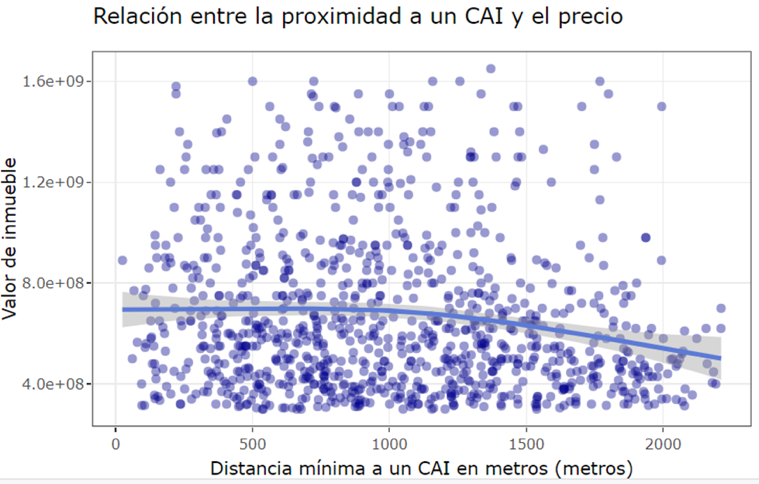 Relación entre la proximidad a un CAI y el precio
Valor de inmueble
1.6e+09
1.2e+09
8.0e+08
4.0e+08
0 500 1000 1500 2000
Distancia mínima a un CAI en metros (metros)